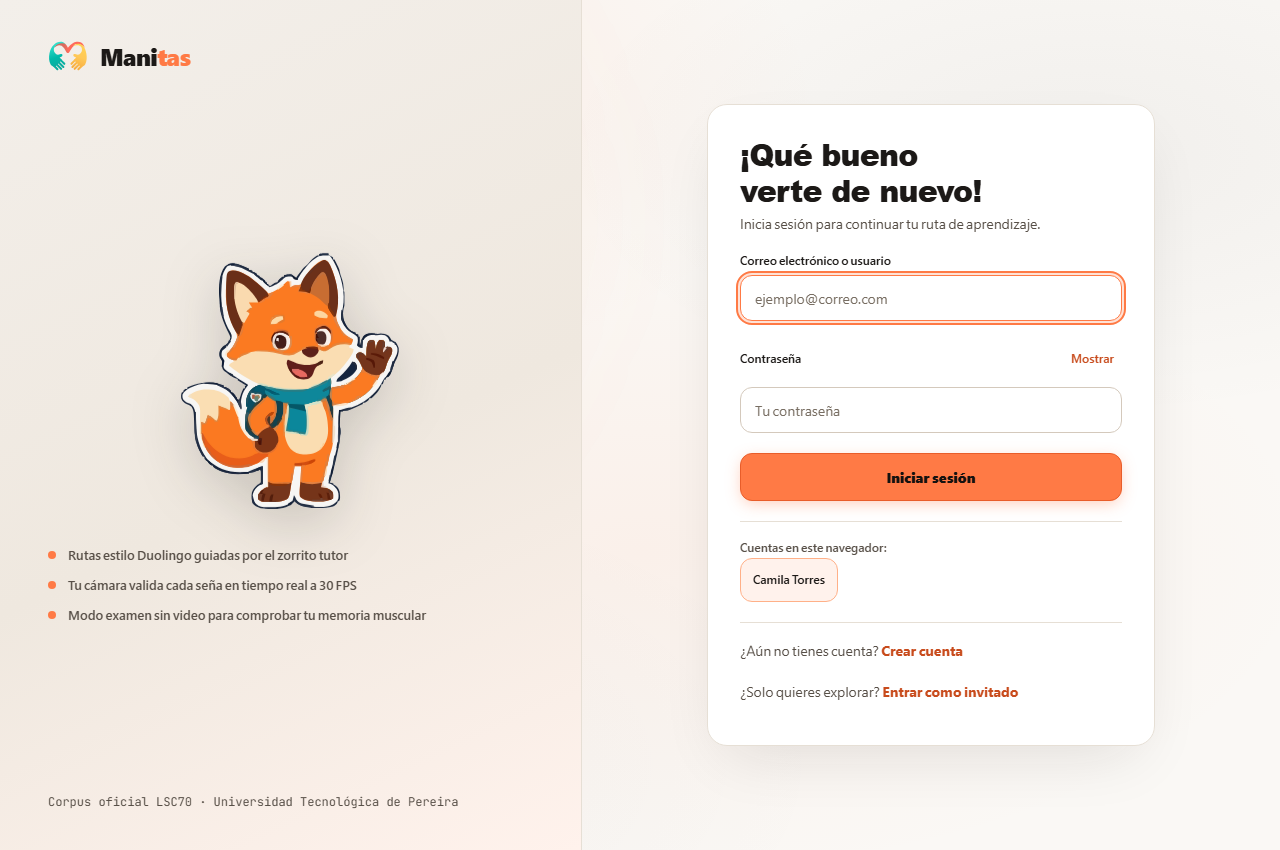 Manitas
Rutas estilo Duolingo guiadas por el zorrito tutor
Tu cámara valida cada seña en tiempo real a 30 FPS
Modo examen sin video para comprobar tu memoria muscular
Corpus oficial LSC70 · Universidad Tecnológica de Pereira
¡Qué bueno
verte de nuevo!
Inicia sesión para continuar tu ruta de aprendizaje.
Correo electrónico o usuario
ejemplo@correo.com
Contraseña Mostrar
Tu contraseña
Iniciar sesión
Cuentas en este navegador:
Camila Torres
¿Aún no tienes cuenta? Crear cuenta
¿Solo quieres explorar? Entrar como invitado